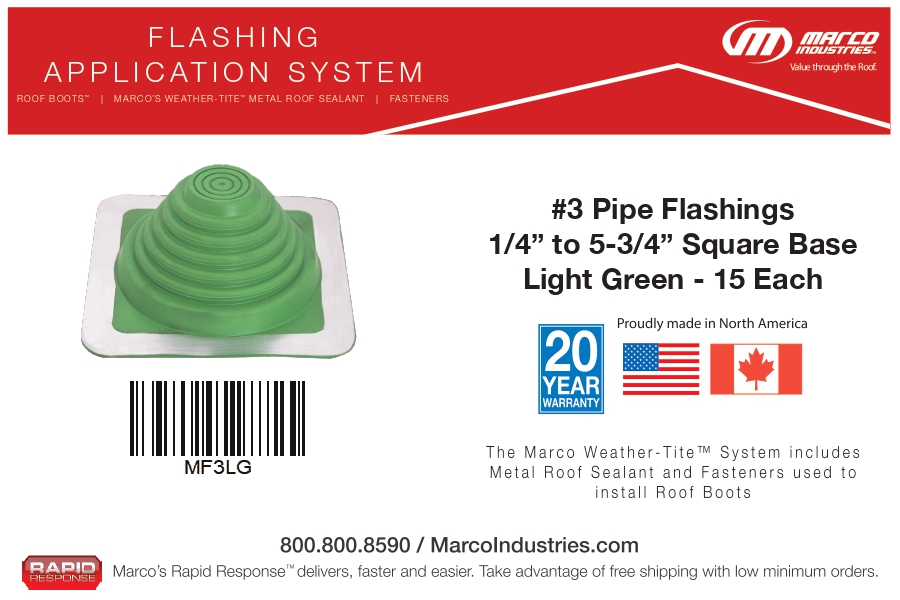 FLASHING
APPLICATION SYSTEM
ROOF BOOTS™ | MARCO'S WEATHER-TITE™ METAL ROOF SEALANT | FASTENERS
MARCO
INDUSTRIES™
Value through the Roof.
#3 Pipe Flashings
1/4” to 5-3/4” Square Base
Light Green - 15 Each
Proudly made in North America
20
YEAR
WARRANTY
MF3LG
The Marco Weather-Tite™ System includes
Metal Roof Sealant and Fasteners used to
install Roof Boots
800.800.8590 / MarcoIndustries.com
RAPID
RESPONSE
Marco's Rapid Response™ delivers, faster and easier. Take advantage of free shipping with low minimum orders.